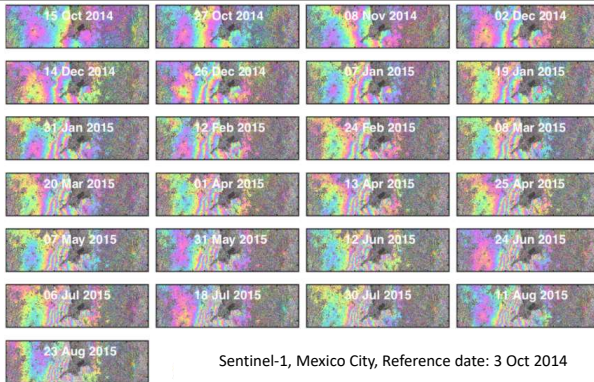 15 Oct 2014
27 Oct 2014
08 Nov 2014
02 Dec 2014
14 Dec 2014
26 Dec 2014
07 Jan 2015
19 Jan 2015
31 Jan 2015
12 Feb 2015
24 Feb 2015
08 Mar 2015
20 Mar 2015
01 Apr 2015
13 Apr 2015
25 Apr 2015
07 May 2015
31 May 2015
12 Jun 2015
24 Jun 2015
06 Jul 2015
18 Jul 2015
30 Jul 2015
11 Aug 2015
23 Aug 2015
Sentinel-1, Mexico City, Reference date: 3 Oct 2014